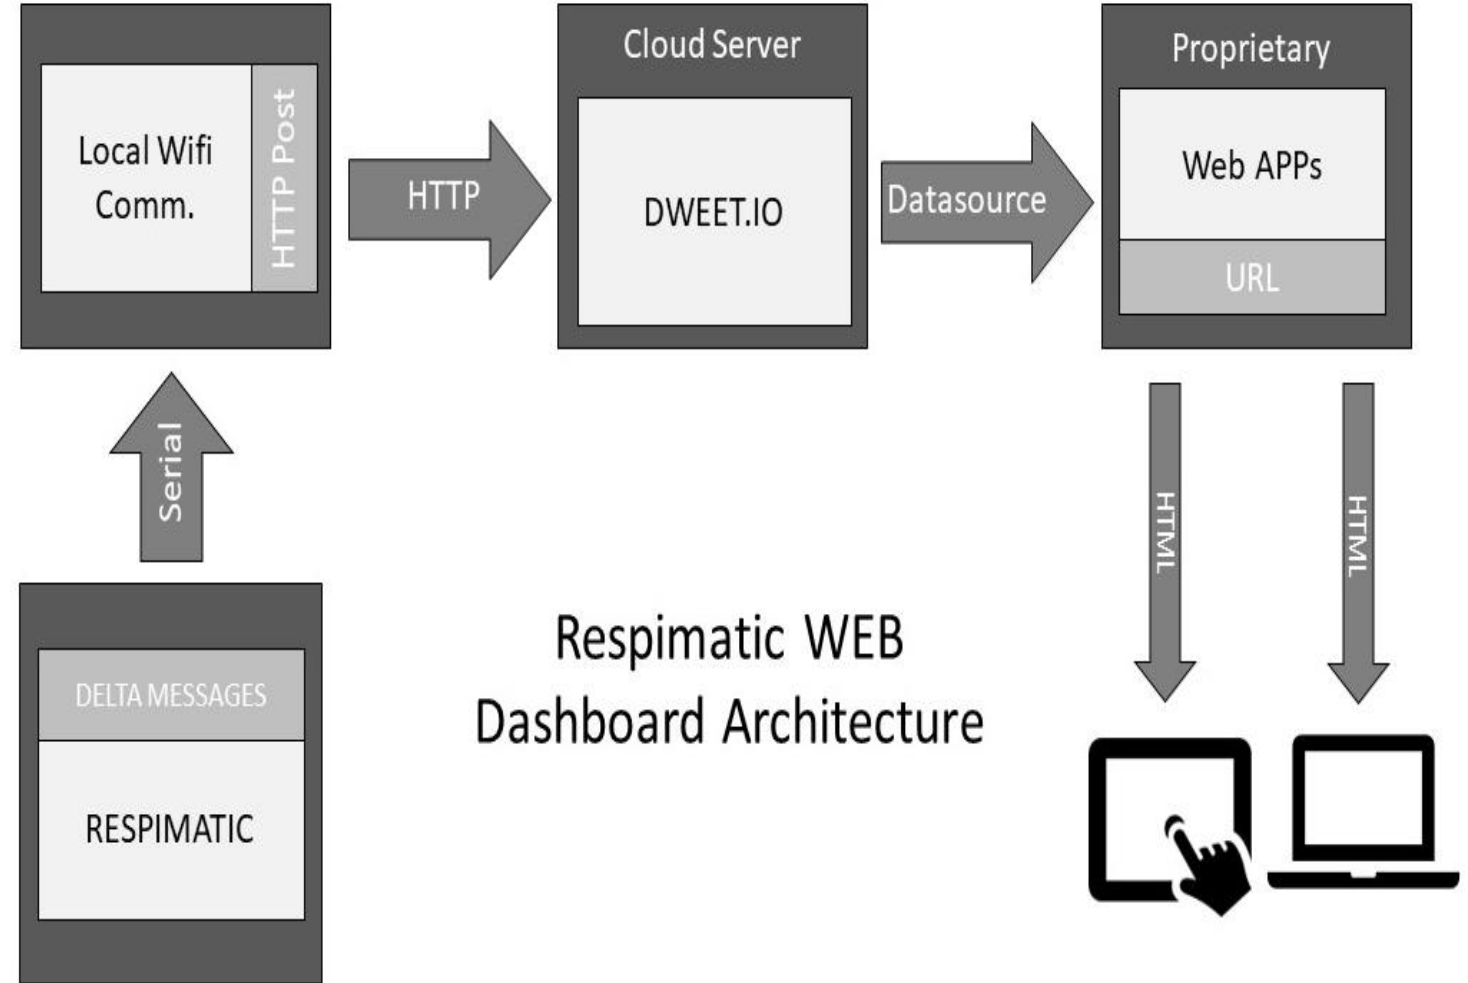 Local Wifi
Comm.
HTTP Post
HTTP
Cloud Server
DWEET.IO
Datasource
Proprietary
Web APPs
URL
Serial
HTML
HTML
DELTA MESSAGES
RESPIMATIC
Respimatic WEB
Dashboard Architecture